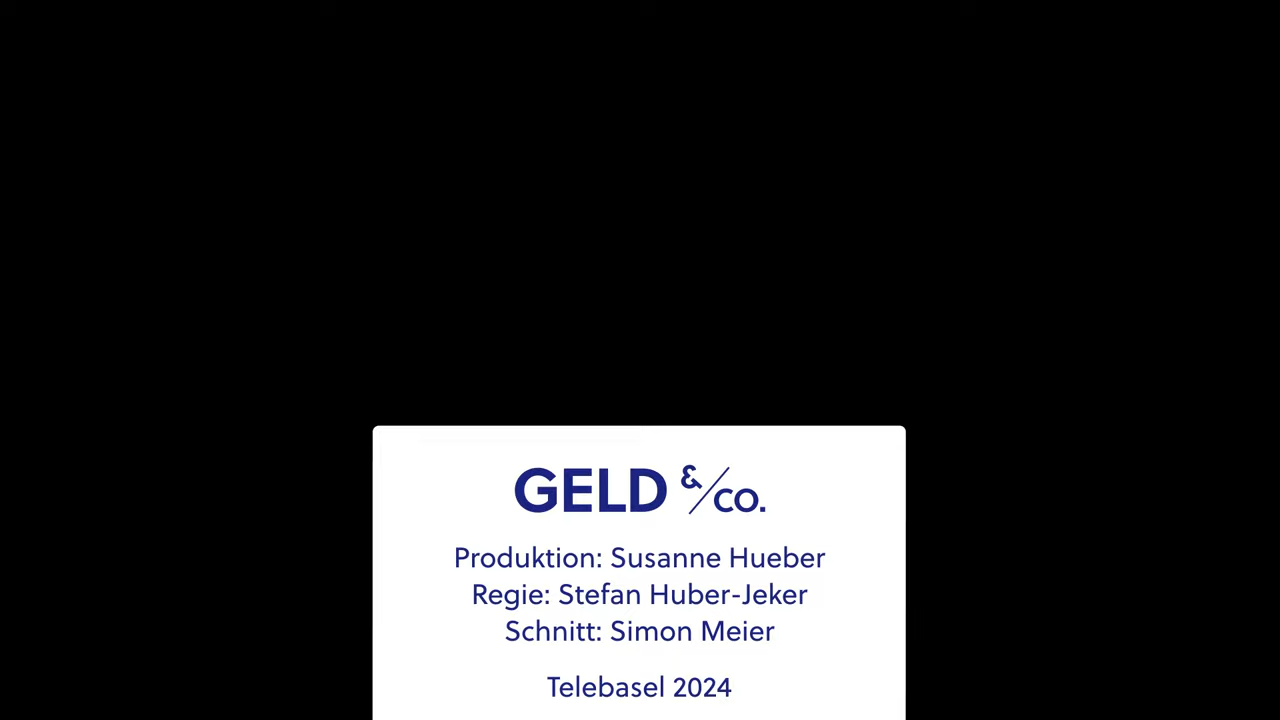 GELD &/CO.
Produktion: Susanne Hueber
Regie: Stefan Huber-Jeker
Schnitt: Simon Meier
Telebasel 2024